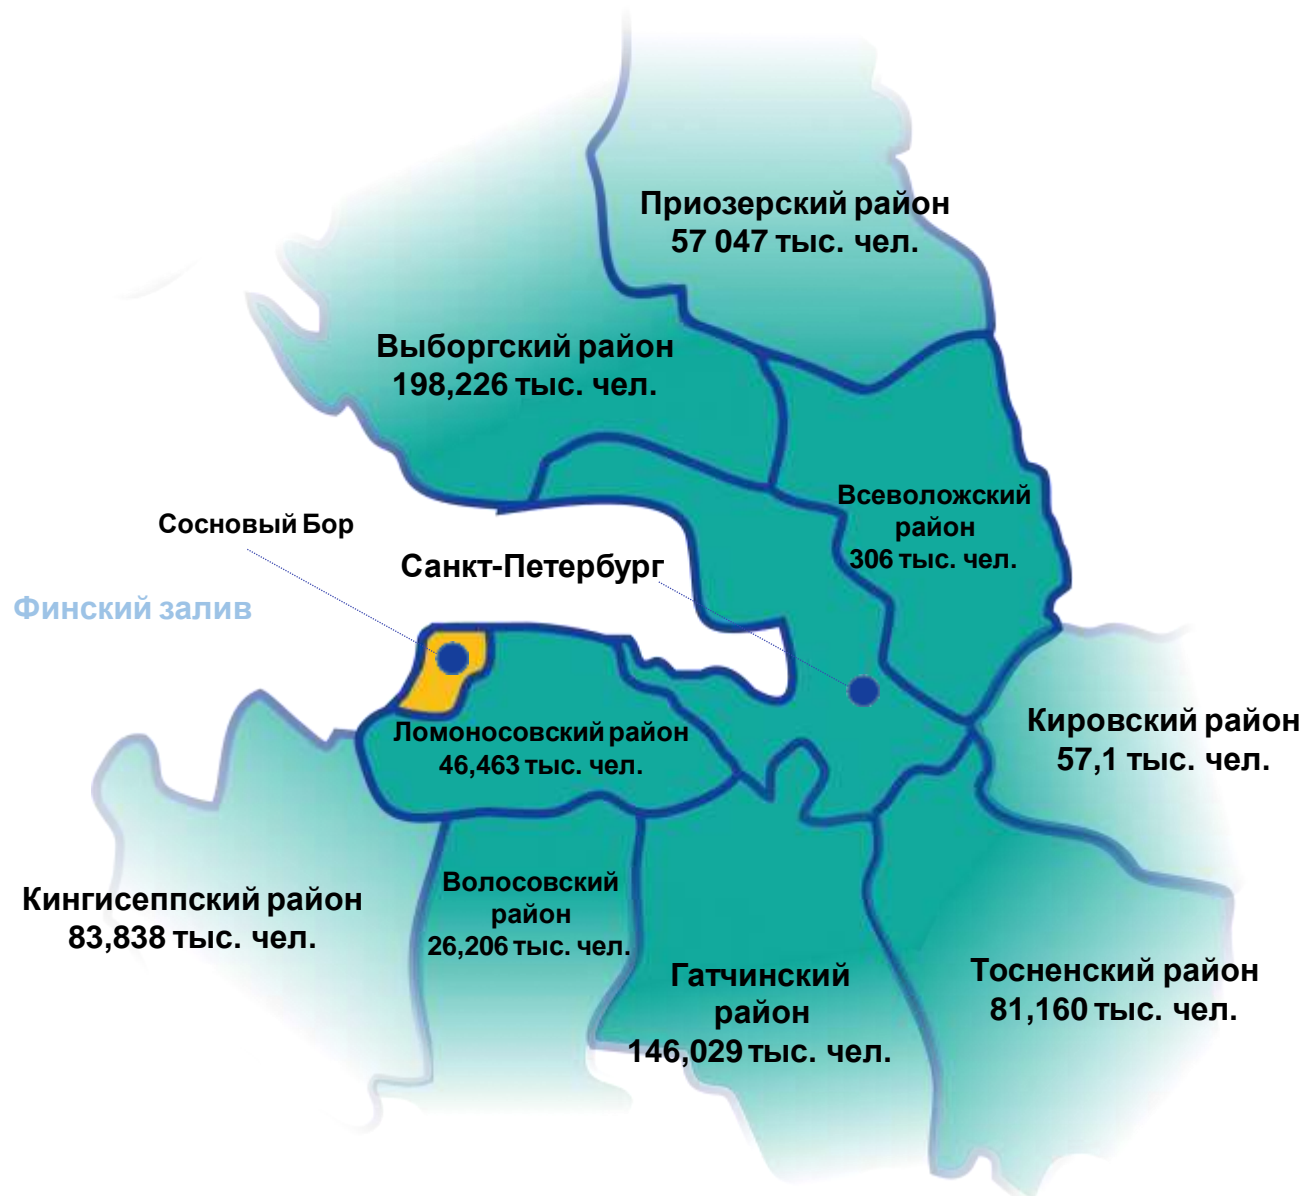 Приозерский район
57 047 тыс. чел.
Выборгский район
198,226 тыс. чел.
Всеволожский
район
306 тыс. чел.
Сосновый Бор
Санкт-Петербург
Финский залив
Ломоносовский район
46,463 тыс. чел.
Кировский район
57,1 тыс. чел.
Кингисеппский район
83,838 тыс. чел.
Волосовский
район
26,206 тыс. чел.
Гатчинский
район
146,029 тыс. чел.
Тосненский район
81,160 тыс. чел.